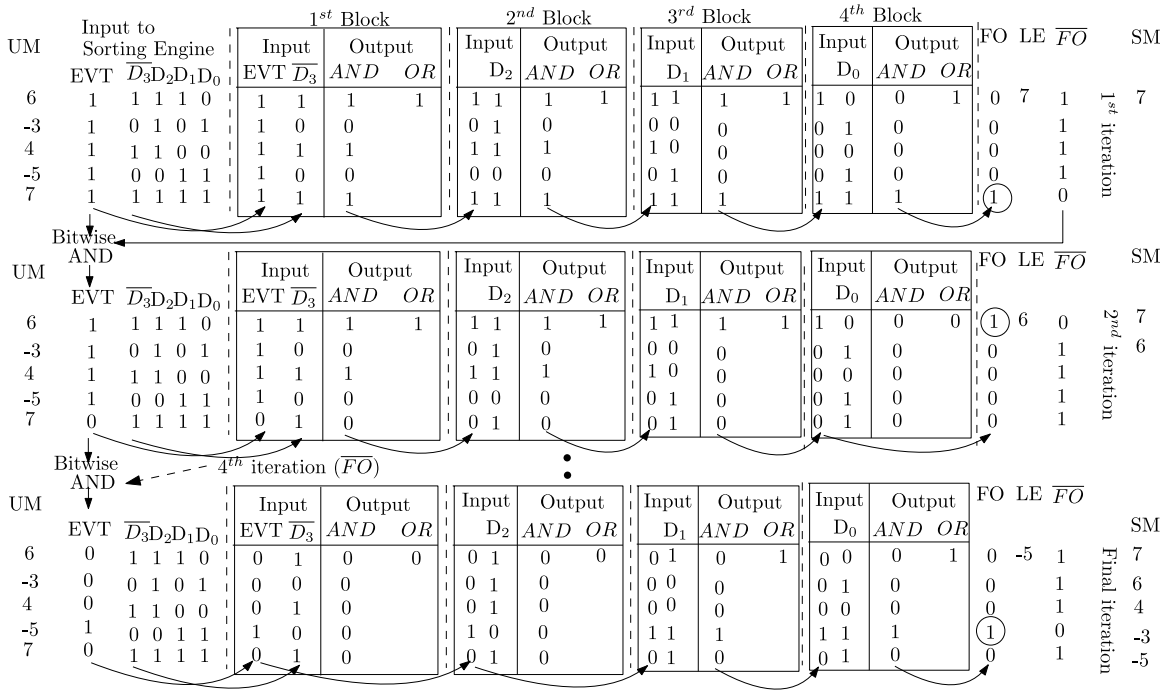 1st Block 2nd Block 3rd Block 4th Block
Input to Sorting Engine
UM Input Output Input Output Input Output Input Output FO LE F̅O̅ SM
EVT D̅₃D₂D₁D₀ EVT D̅₃ AND OR D₂ AND OR D₁ AND OR D₀ AND OR
6 1 1 1 1 0 1 1 1 1 1 1 1 1 1 1 1 1 1 0 0 1 0 7 1 7
-3 1 0 1 0 1 1 0 0 0 1 0 0 0 0 0 1 0 0 1
4 1 1 1 0 0 1 1 1 1 1 1 1 0 0 0 0 0 0 1
-5 1 0 0 1 1 1 0 0 0 0 0 0 1 0 0 1 0 0 1
7 1 1 1 1 1 1 1 1 1 1 1 1 1 1 1 1 1 1 0
1st iteration
Bitwise AND
UM Input Output Input Output Input Output Input Output FO LE F̅O̅ SM
EVT D̅₃D₂D₁D₀ EVT D̅₃ AND OR D₂ AND OR D₁ AND OR D₀ AND OR
6 1 1 1 1 0 1 1 1 1 1 1 1 1 1 1 1 1 1 0 0 0 1 6 0 7
-3 1 0 1 0 1 1 0 0 0 1 0 0 0 0 0 1 0 0 1 6
4 1 1 1 0 0 1 1 1 1 1 1 1 0 0 0 0 0 0 1
-5 1 0 0 1 1 1 0 0 0 0 0 0 1 0 0 1 0 0 1
7 0 1 1 1 1 0 1 0 0 1 0 0 1 0 0 1 0 0 1
2nd iteration
Bitwise AND
4th iteration (F̅O̅)
UM Input Output Input Output Input Output Input Output FO LE F̅O̅
EVT D̅₃D₂D₁D₀ EVT D̅₃ AND OR D₂ AND OR D₁ AND OR D₀ AND OR SM
6 0 1 1 1 0 0 1 0 0 0 1 0 0 0 1 0 1 0 0 0 1 0 -5 1 7
-3 0 0 1 0 1 0 0 0 0 1 0 0 0 0 0 1 0 0 1 6
4 0 1 1 0 0 0 1 0 0 1 0 0 0 0 0 0 0 0 1 4
-5 1 0 0 1 1 1 0 0 1 0 0 1 1 1 1 1 1 1 0 -3
7 0 1 1 1 1 0 1 0 0 1 0 0 1 0 0 1 0 0 1 -5
Final iteration